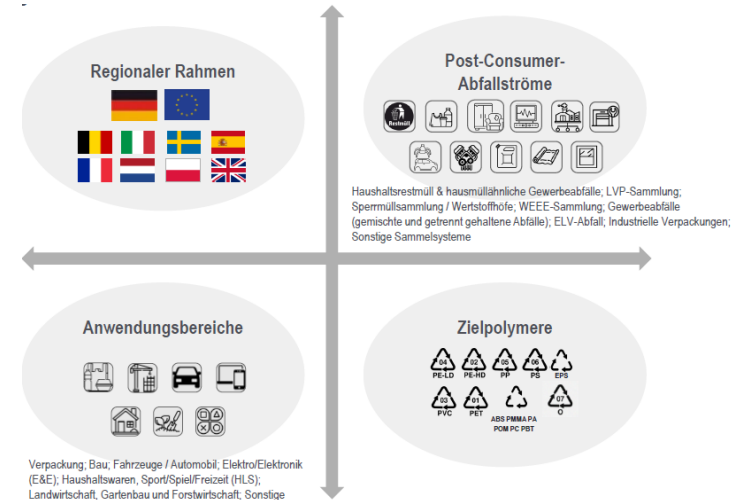 Regionaler Rahmen
Post-Consumer-
Abfallströme
Restmüll
Haushaltsrestmüll & hausmüllähnliche Gewerbeabfälle; LVP-Sammlung;
Sperrmüllsammlung / Wertstoffhöfe; WEEE-Sammlung; Gewerbeabfälle
(gemischte und getrennt gehaltene Abfälle); ELV-Abfall; Industrielle Verpackungen;
Sonstige Sammelsysteme
Anwendungsbereiche
Verpackung; Bau; Fahrzeuge / Automobil; Elektro/Elektronik
(E&E); Haushaltswaren, Sport/Spiel/Freizeit (HLS);
Landwirtschaft, Gartenbau und Forstwirtschaft; Sonstige
Zielpolymere
04 02 05 06
PE-LD PE-HD PP PS EPS
03 01 07
PVC PET O
ABS PMMA PA
POM PC PBT